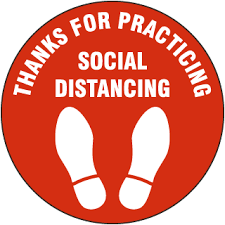 THANKS FOR PRACTICING
SOCIAL
DISTANCING